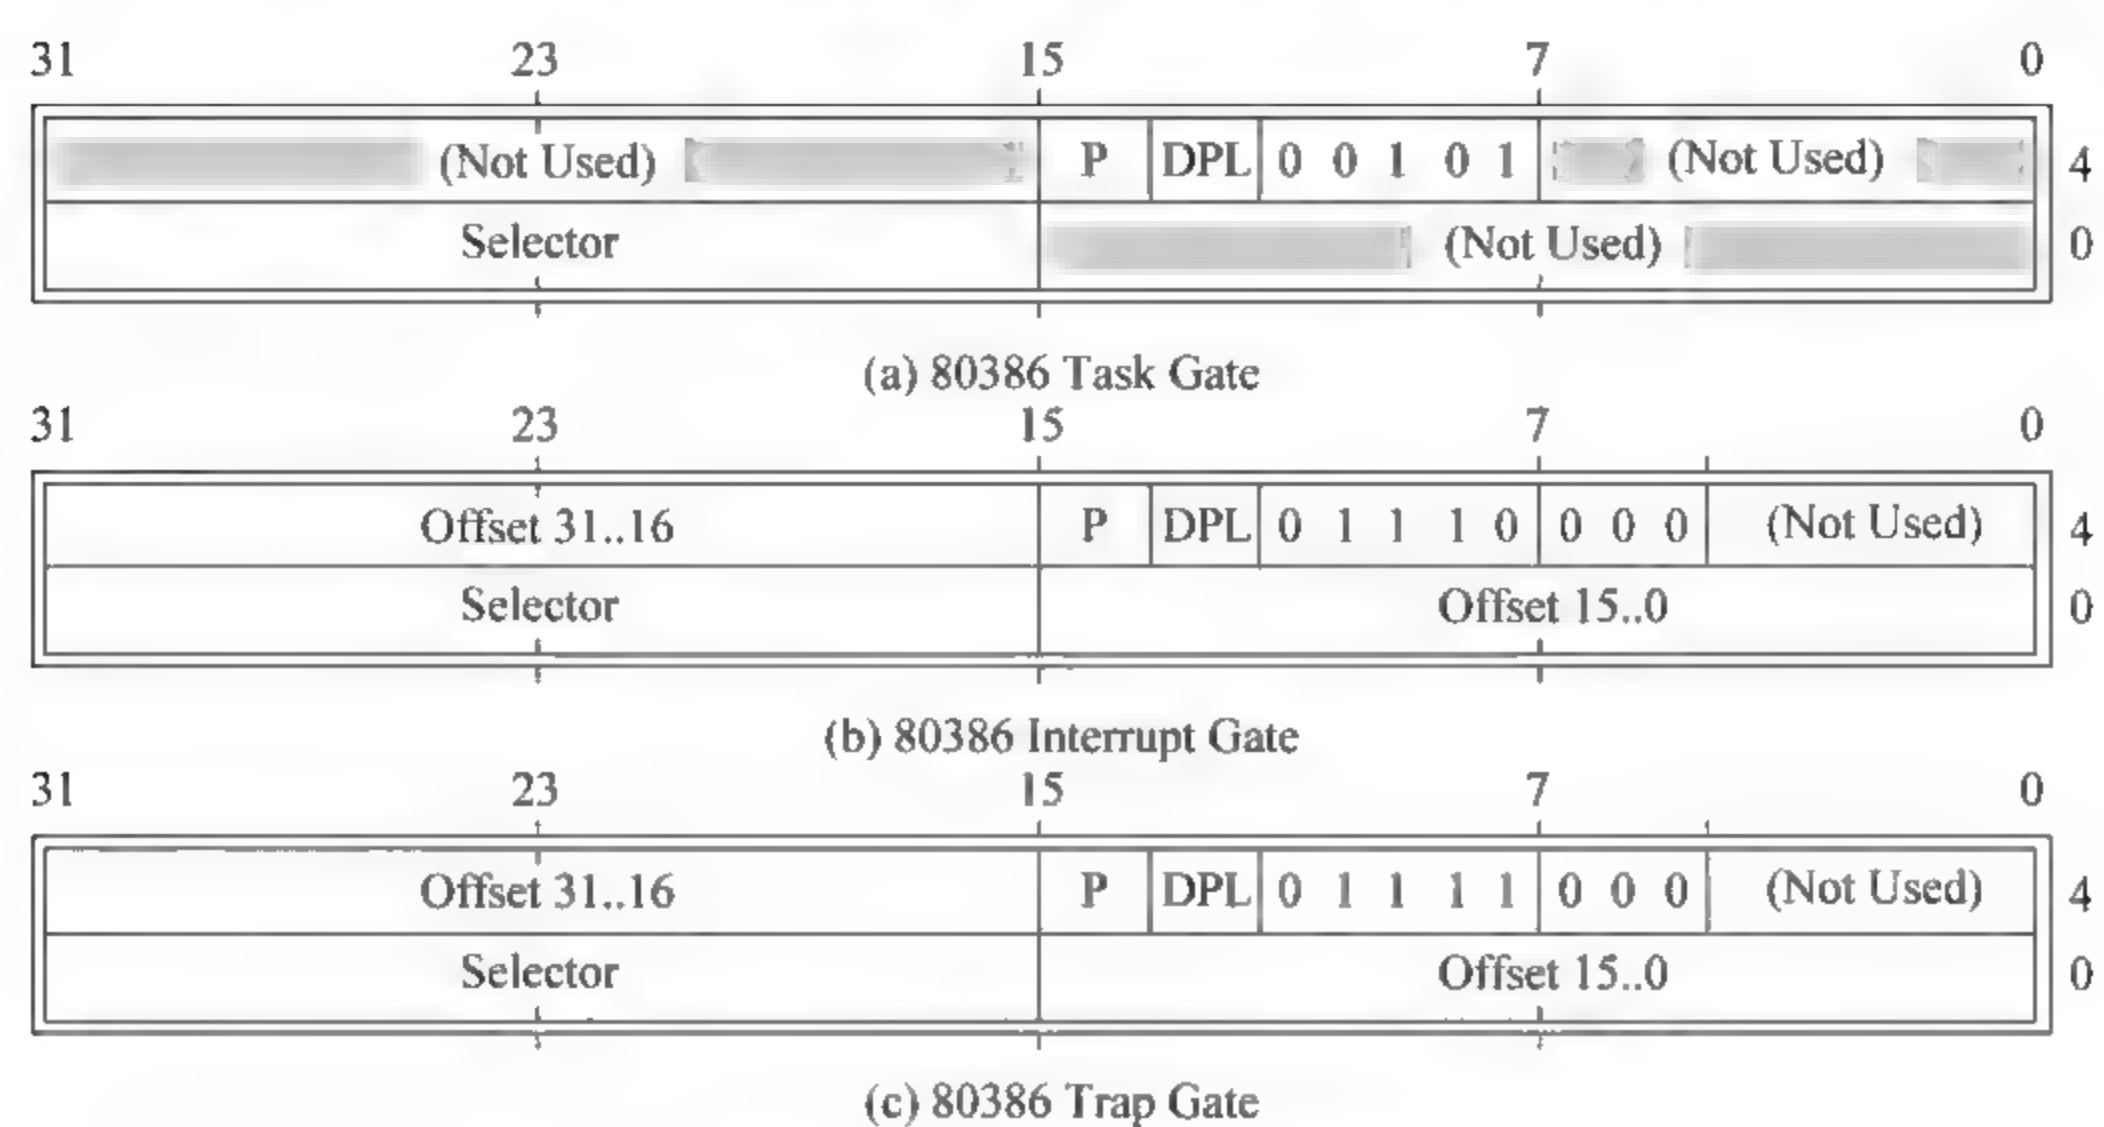 31 23 15 7 0
(Not Used) P DPL 0 0 1 0 1 (Not Used) 4
Selector (Not Used) 0
(a) 80386 Task Gate
31 23 15 7 0
Offset 31..16 P DPL 0 1 1 1 0 0 0 0 (Not Used) 4
Selector Offset 15..0 0
(b) 80386 Interrupt Gate
31 23 15 7 0
Offset 31..16 P DPL 0 1 1 1 1 0 0 0 (Not Used) 4
Selector Offset 15..0 0
(c) 80386 Trap Gate